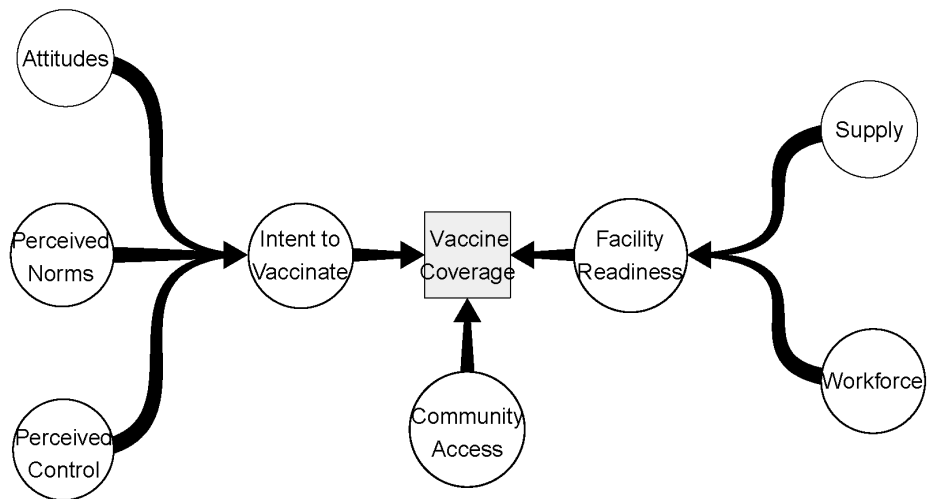 Attitudes
Perceived
Norms
Perceived
Control
Intent to
Vaccinate
Vaccine
Coverage
Community
Access
Facility
Readiness
Supply
Workforce